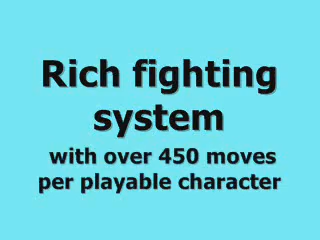 Rich fighting
system
with over 450 moves
per playable character